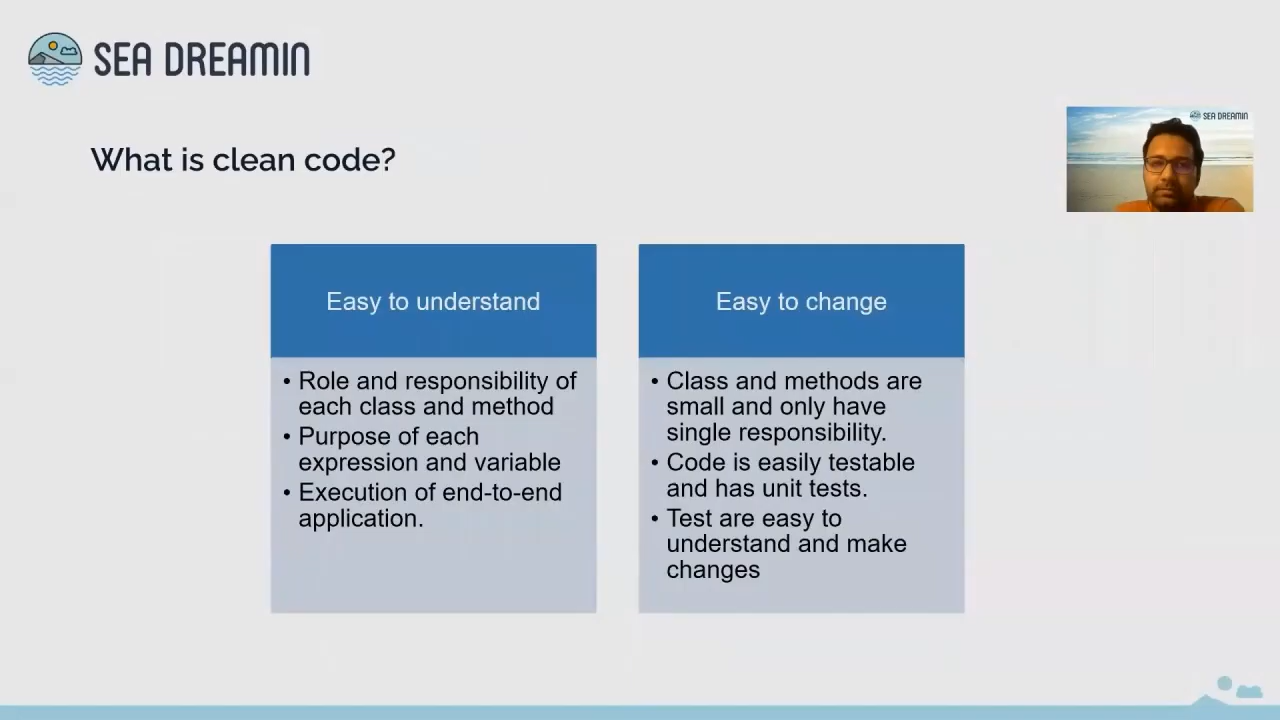 SEA DREAMIN
SEA DREAMIN
What is clean code?
Easy to understand
• Role and responsibility of
each class and method
• Purpose of each
expression and variable
• Execution of end-to-end
application.
Easy to change
• Class and methods are
small and only have
single responsibility.
• Code is easily testable
and has unit tests.
• Test are easy to
understand and make
changes